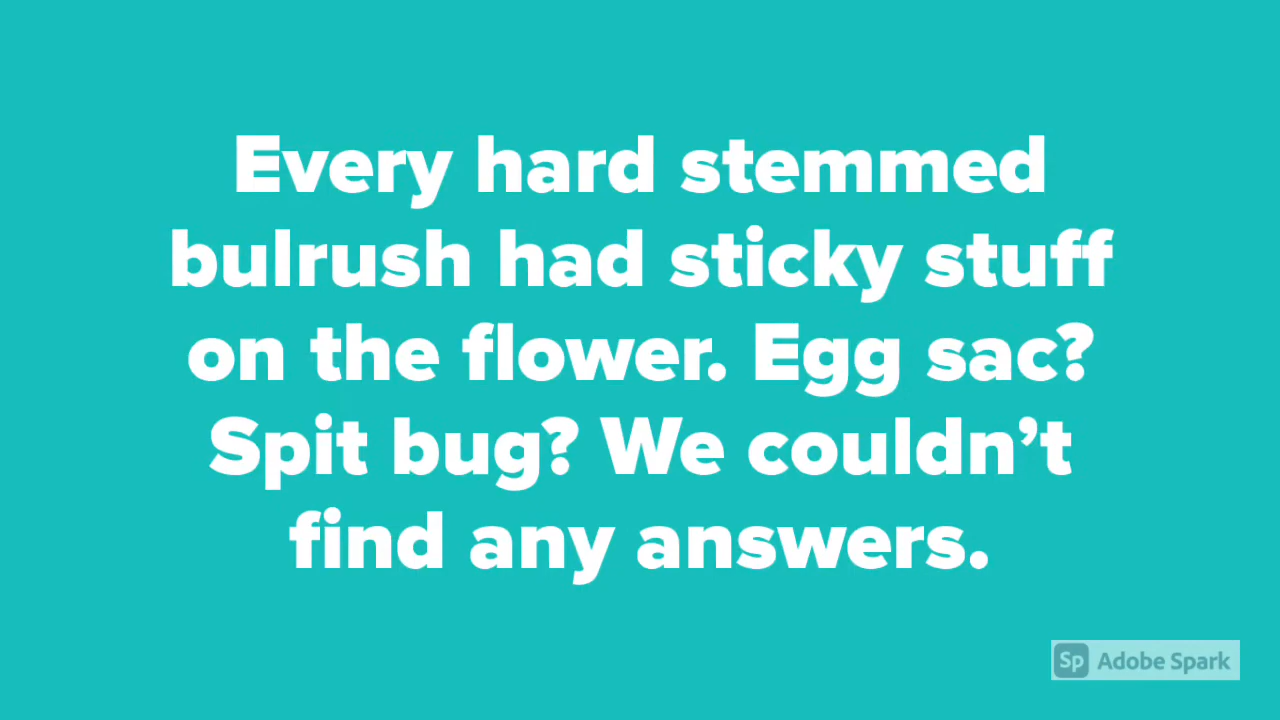 Every hard stemmed
bulrush had sticky stuff
on the flower. Egg sac?
Spit bug? We couldn’t
find any answers.
Sp Adobe Spark